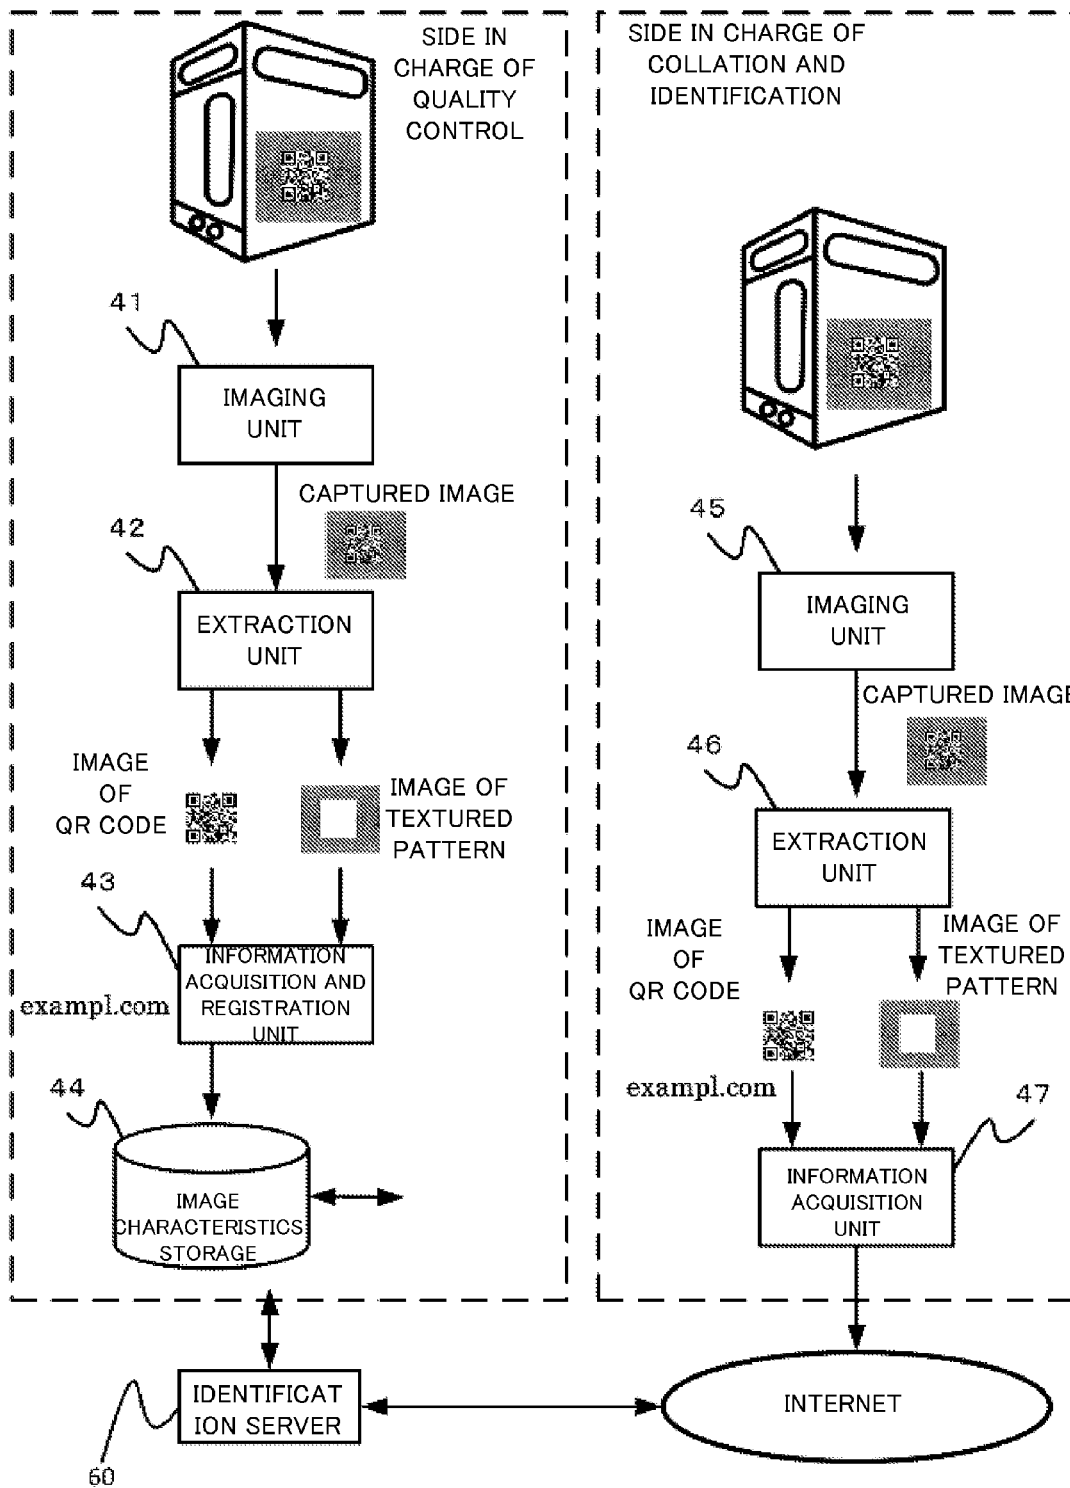 SIDE IN
CHARGE OF
QUALITY
CONTROL
41
IMAGING
UNIT
CAPTURED IMAGE
42
EXTRACTION
UNIT
IMAGE
OF
QR CODE
IMAGE OF
TEXTURED
PATTERN
43
INFORMATION
ACQUISITION AND
REGISTRATION
UNIT
exampl.com
44
IMAGE
CHARACTERISTICS
STORAGE
IDENTIFICAT
ION SERVER
60
SIDE IN CHARGE OF
COLLATION AND
IDENTIFICATION
45
IMAGING
UNIT
CAPTURED IMAGE
46
EXTRACTION
UNIT
IMAGE
OF
QR CODE
IMAGE OF
TEXTURED
PATTERN
exampl.com
47
INFORMATION
ACQUISITION
UNIT
INTERNET